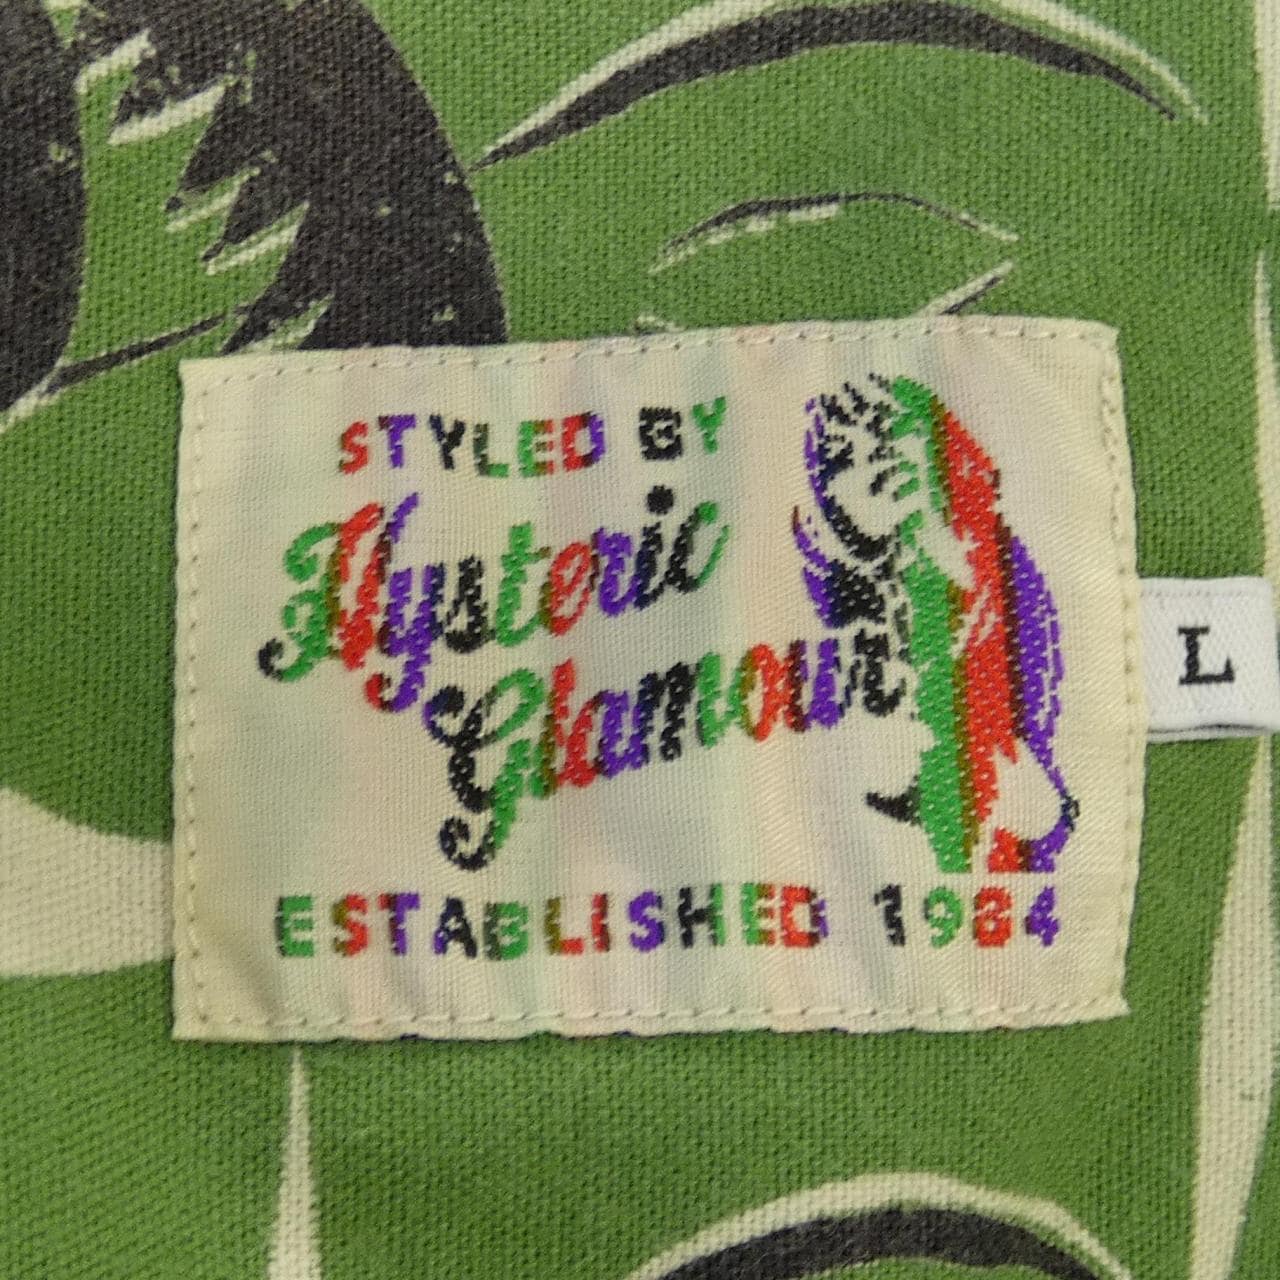 STYLED BY
Hysteric
Glamour
ESTABLISHED 1984
L